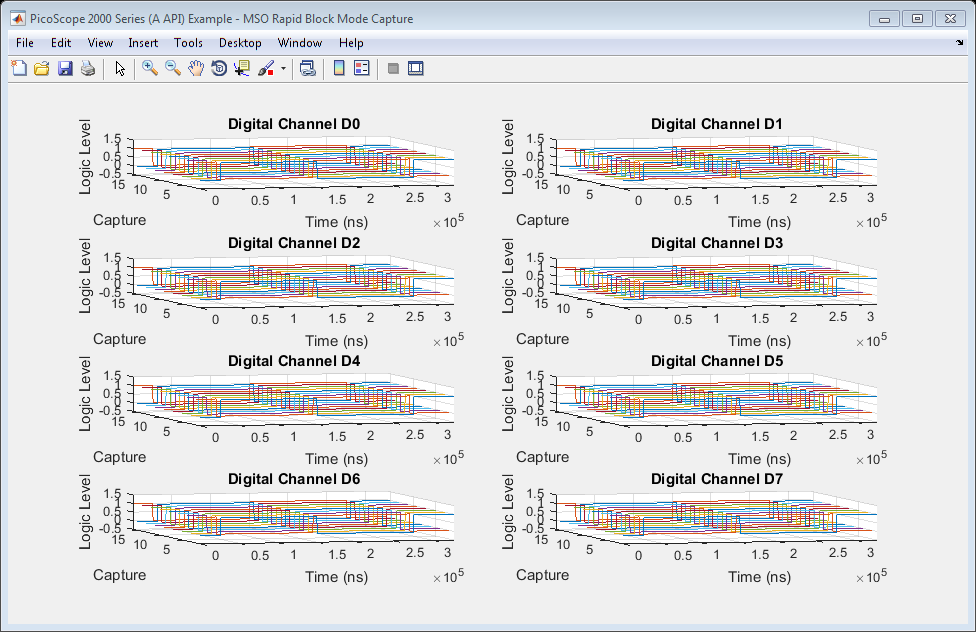 PicoScope 2000 Series (A API) Example - MSO Rapid Block Mode Capture
File Edit View Insert Tools Desktop Window Help
Digital Channel D0
Logic Level
1.5
1
0.5
0
-0.5
15 10 5
0 0.5 1 1.5 2 2.5 3
Capture
Time (ns)
×10^5
Digital Channel D1
Logic Level
1.5
1
0.5
0
-0.5
15 10 5
0 0.5 1 1.5 2 2.5 3
Capture
Time (ns)
×10^5
Digital Channel D2
Logic Level
1.5
1
0.5
0
-0.5
15 10 5
0 0.5 1 1.5 2 2.5 3
Capture
Time (ns)
×10^5
Digital Channel D3
Logic Level
1.5
1
0.5
0
-0.5
15 10 5
0 0.5 1 1.5 2 2.5 3
Capture
Time (ns)
×10^5
Digital Channel D4
Logic Level
1.5
1
0.5
0
-0.5
15 10 5
0 0.5 1 1.5 2 2.5 3
Capture
Time (ns)
×10^5
Digital Channel D5
Logic Level
1.5
1
0.5
0
-0.5
15 10 5
0 0.5 1 1.5 2 2.5 3
Capture
Time (ns)
×10^5
Digital Channel D6
Logic Level
1.5
1
0.5
0
-0.5
15 10 5
0 0.5 1 1.5 2 2.5 3
Capture
Time (ns)
×10^5
Digital Channel D7
Logic Level
1.5
1
0.5
0
-0.5
15 10 5
0 0.5 1 1.5 2 2.5 3
Capture
Time (ns)
×10^5